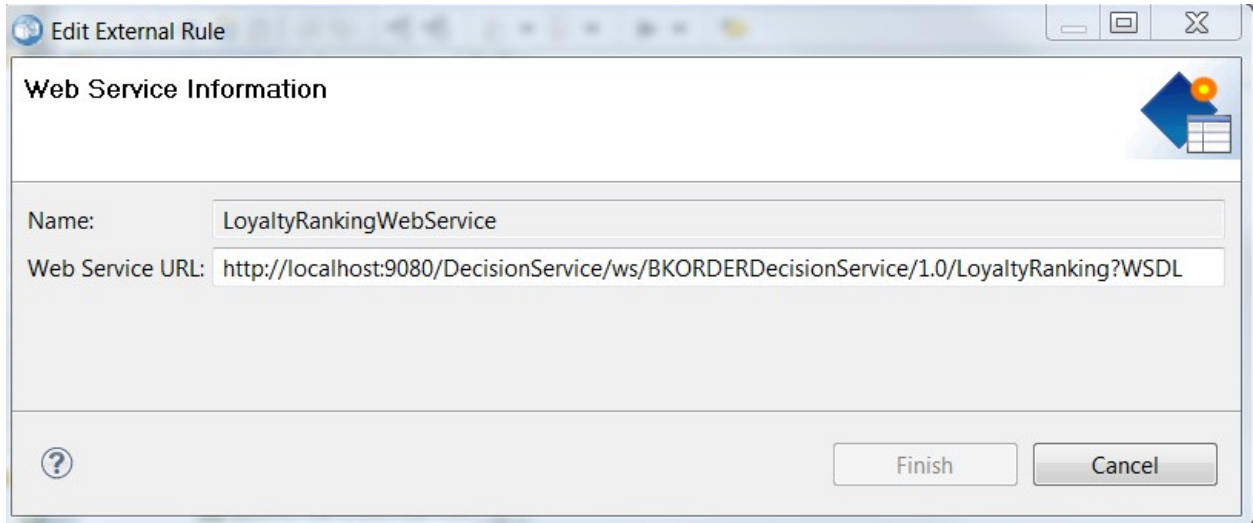 Edit External Rule
Web Service Information
Name: LoyaltyRankingWebService
Web Service URL: http://localhost:9080/DecisionService/ws/BKORDERDecisionService/1.0/LoyaltyRanking?WSDL
? Finish Cancel